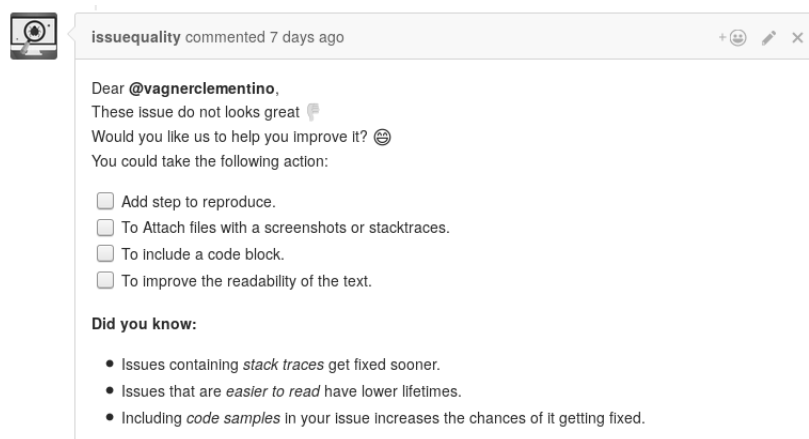 issuequality commented 7 days ago
Dear @vagnerclementino,
These issue do not looks great 👎
Would you like us to help you improve it? 😄
You could take the following action:
Add step to reproduce.
To Attach files with a screenshots or stacktraces.
To include a code block.
To improve the readability of the text.
Did you know:
• Issues containing stack traces get fixed sooner.
• Issues that are easier to read have lower lifetimes.
• Including code samples in your issue increases the chances of it getting fixed.